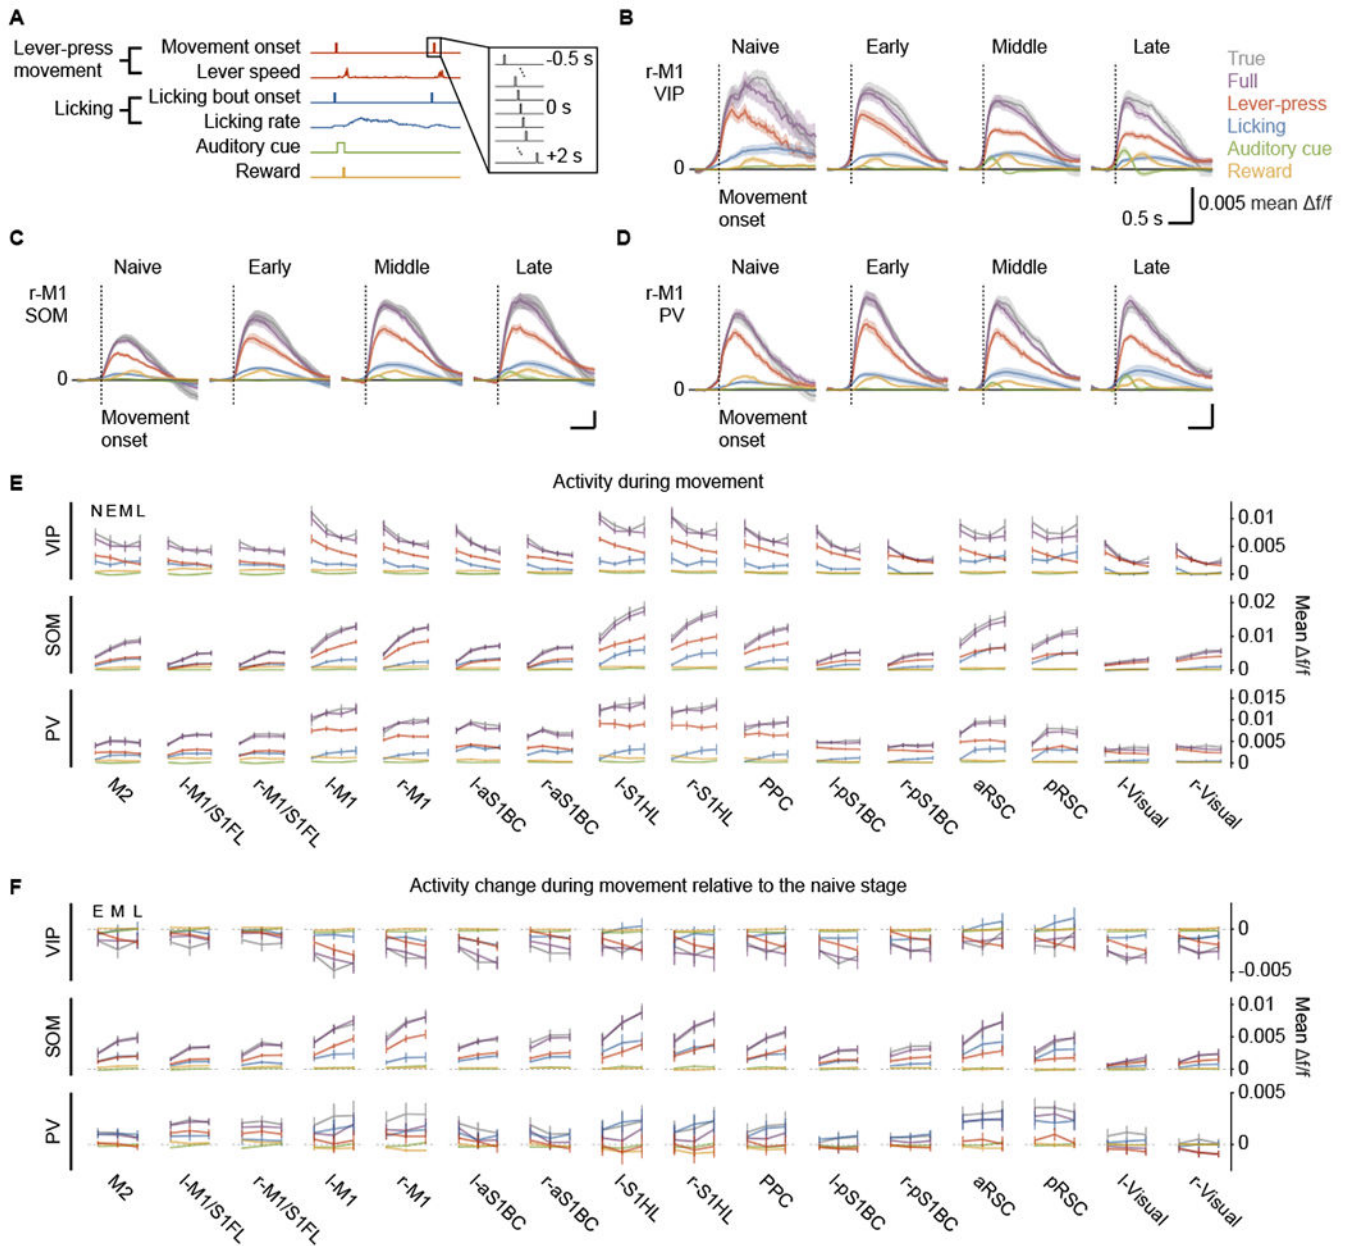 A
Lever-press
movement
Licking
Movement onset
Lever speed
Licking bout onset
Licking rate
Auditory cue
Reward
-0.5 s
0 s
+2 s
B
Naive Early Middle Late
r-M1
VIP
0
Movement
onset
True
Full
Lever-press
Licking
Auditory cue
Reward
0.5 s
0.005 mean Δf/f
C
Naive Early Middle Late
r-M1
SOM
0
Movement
onset
D
Naive Early Middle Late
r-M1
PV
0
Movement
onset
E
Activity during movement
N E M L
VIP
0.01
0.005
0
SOM
0.02
0.01
0
Mean Δf/f
PV
0.015
0.01
0.005
0
M2 l-M1/S1FL r-M1/S1FL l-M1 r-M1 l-aS1BC r-aS1BC l-S1HL r-S1HL PPC l-pS1BC r-pS1BC aRSC pRSC l-Visual r-Visual
F
Activity change during movement relative to the naive stage
E M L
VIP
0
-0.005
SOM
0.01
0.005
0
Mean Δf/f
PV
0.005
0
M2 l-M1/S1FL r-M1/S1FL l-M1 r-M1 l-aS1BC r-aS1BC l-S1HL r-S1HL PPC l-pS1BC r-pS1BC aRSC pRSC l-Visual r-Visual